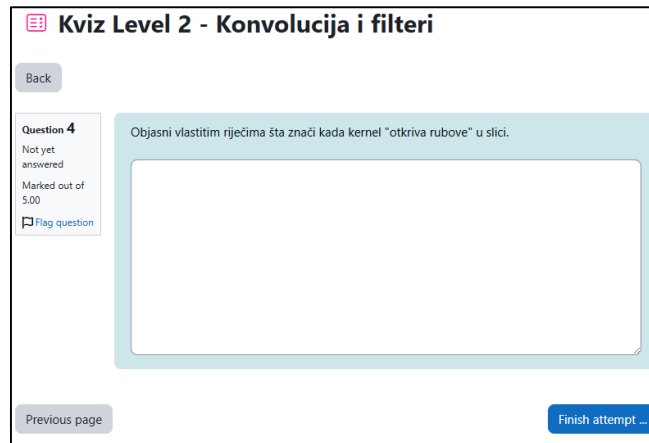 Kviz Level 2 - Konvolucija i filteri
Back
Question 4
Not yet
answered
Marked out of
5.00
Flag question
Objasni vlastitim riječima šta znači kada kernel "otkriva rubove" u slici.
Previous page
Finish attempt ...